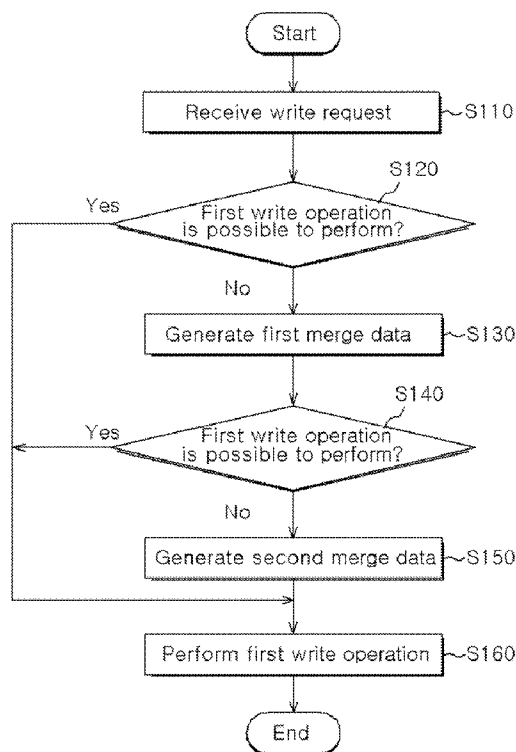 Start
Receive write request
S110
S120
Yes
First write operation
is possible to perform?
No
Generate first merge data
S130
S140
Yes
First write operation
is possible to perform?
No
Generate second merge data
S150
Perform first write operation
S160
End